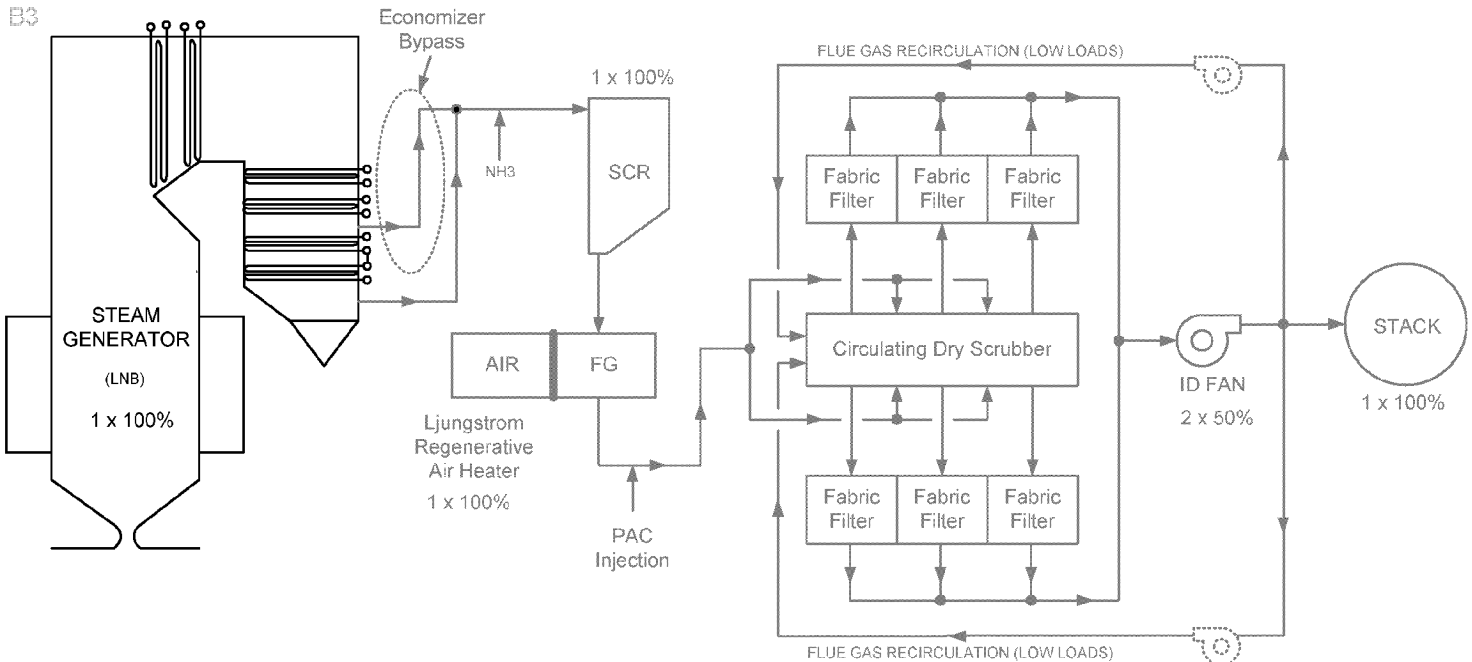 B3
Economizer
Bypass
FLUE GAS RECIRCULATION (LOW LOADS)
1 x 100%
NH3
SCR
Fabric
Filter
Fabric
Filter
Fabric
Filter
STEAM
GENERATOR
(LNB)
1 x 100%
AIR
FG
Circulating Dry Scrubber
STACK
1 x 100%
ID FAN
2 x 50%
Ljungstrom
Regenerative
Air Heater
1 x 100%
PAC
Injection
Fabric
Filter
Fabric
Filter
Fabric
Filter
FLUE GAS RECIRCULATION (LOW LOADS)